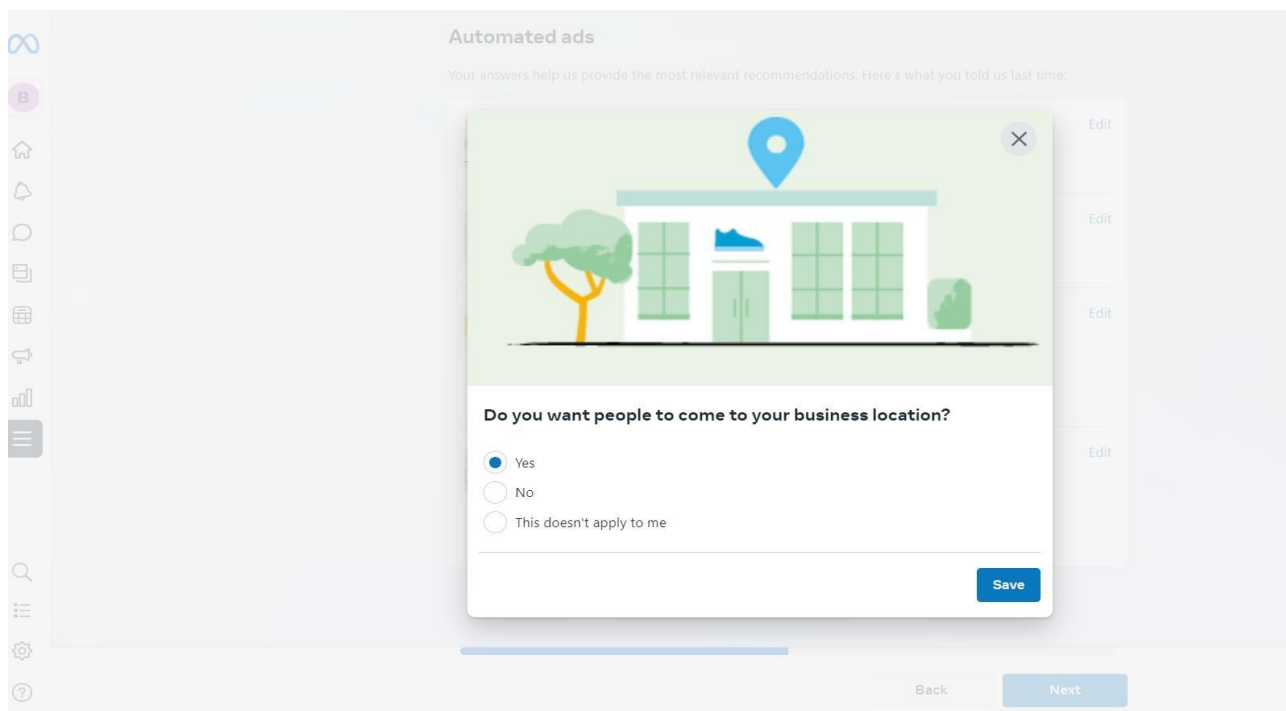 Automated ads
Your answers help us provide the most relevant recommendations. Here's what you told us last time:
B
Edit
Edit
Edit
Edit
Do you want people to come to your business location?
Yes
No
This doesn't apply to me
Save
Back
Next